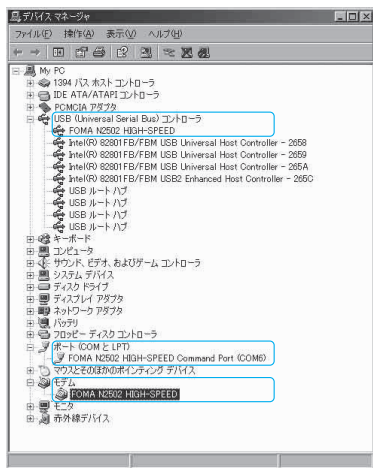 デバイス マネージャ
ファイル(F) 操作(A) 表示(V) ヘルプ(H)
My PC
1394 バス ホスト コントローラ
IDE ATA/ATAPI コントローラ
PCMCIA アダプタ
USB (Universal Serial Bus) コントローラ
FOMA N2502 HIGH-SPEED
Intel(R) 82801FB/FBM USB Universal Host Controller - 2658
Intel(R) 82801FB/FBM USB Universal Host Controller - 2659
Intel(R) 82801FB/FBM USB Universal Host Controller - 265A
Intel(R) 82801FB/FBM USB2 Enhanced Host Controller - 265C
USB ルート ハブ
USB ルート ハブ
USB ルート ハブ
USB ルート ハブ
キーボード
コンピュータ
サウンド、ビデオ、およびゲーム コントローラ
システム デバイス
ディスク ドライブ
ディスプレイ アダプタ
ネットワーク アダプタ
バッテリ
フロッピー ディスク コントローラ
ポート (COM と LPT)
FOMA N2502 HIGH-SPEED Command Port (COM6)
マウスとそのほかのポインティング デバイス
モデム
FOMA N2502 HIGH-SPEED
モニタ
赤外線デバイス